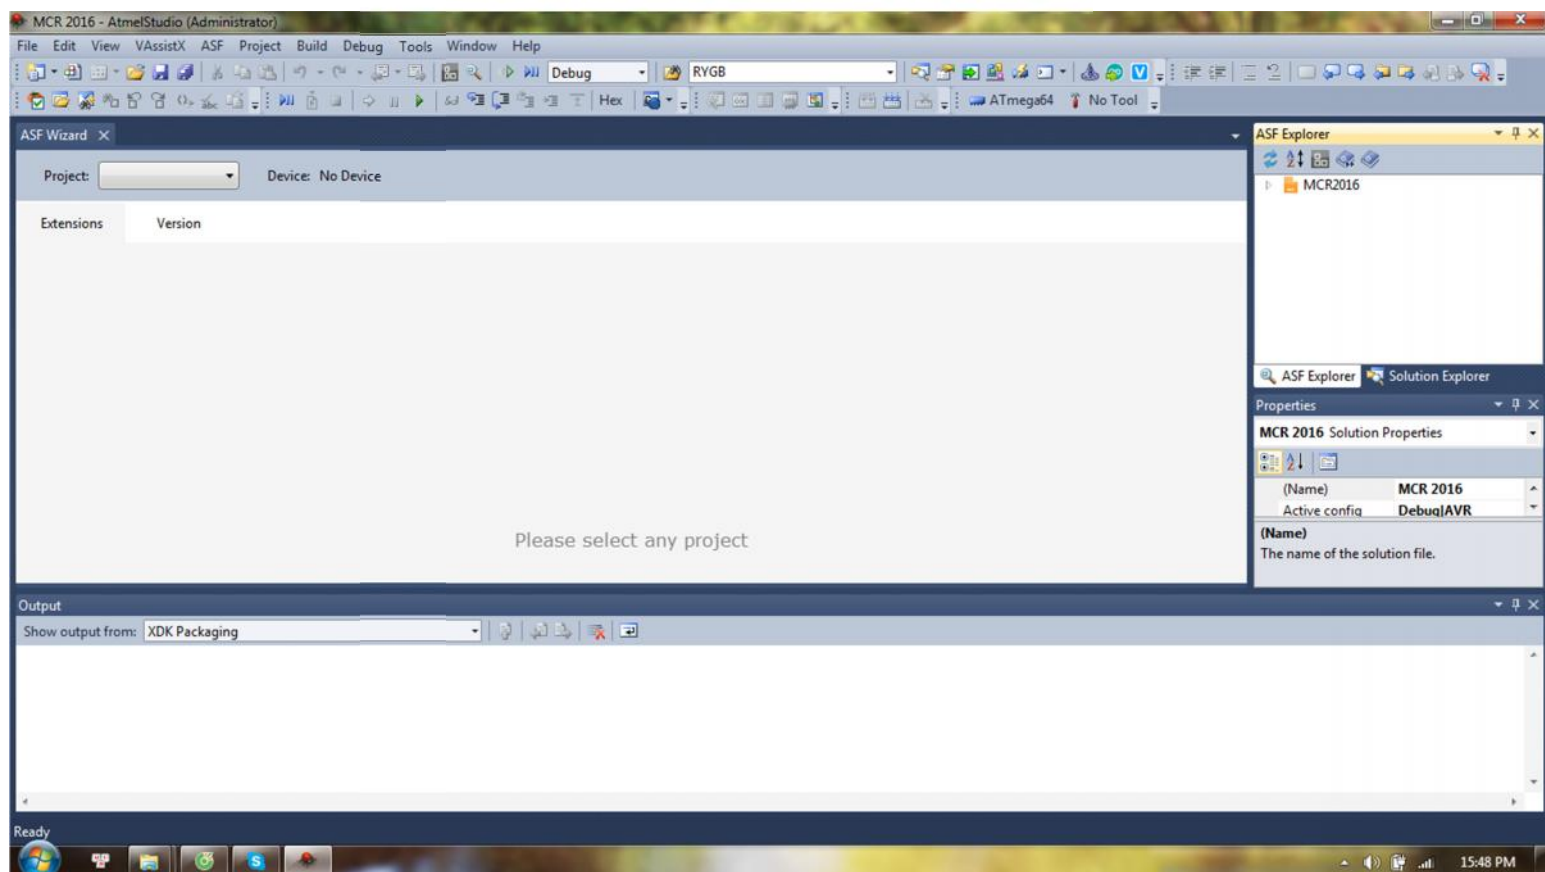 MCR 2016 - AtmelStudio (Administrator)
File Edit View VAssistX ASF Project Build Debug Tools Window Help
Debug RYGB
Hex ATmega64 No Tool
ASF Wizard
Project: Device: No Device
Extensions Version
Please select any project
ASF Explorer
MCR2016
ASF Explorer Solution Explorer
Properties
MCR 2016 Solution Properties
(Name) MCR 2016
Active config Debug|AVR
(Name)
The name of the solution file.
Output
Show output from: XDK Packaging
Ready
15:48 PM